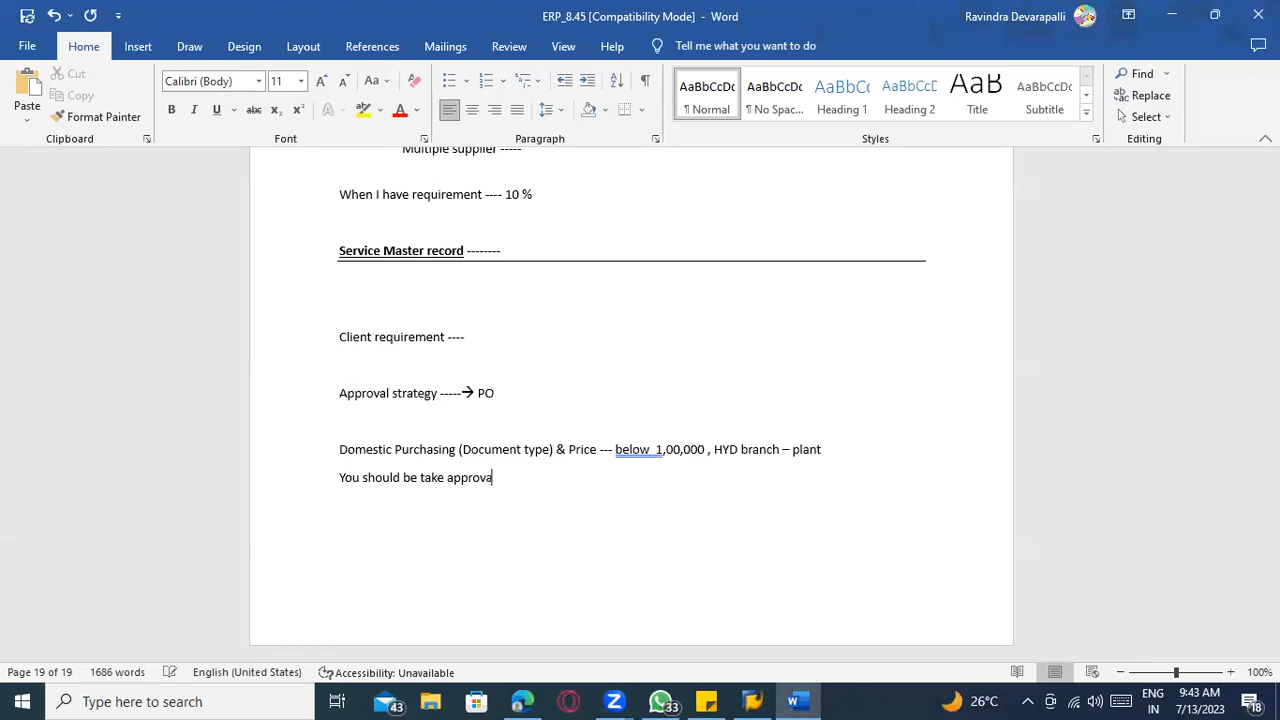 ERP_8.45 [Compatibility Mode] - Word
Ravindra Devarapalli
File Home Insert Draw Design Layout References Mailings Review View Help Tell me what you want to do
Paste
Cut
Copy
Format Painter
Clipboard
Calibri (Body) 11
Font
Paragraph
AaBbCcDc ¶ Normal
AaBbCcDc ¶ No Spac...
AaBbCc Heading 1
AaBbCcD Heading 2
AaB Title
AaBbCcD Subtitle
Styles
Find
Replace
Select
Editing
Multiple supplier -----
When I have requirement ---- 10 %
Service Master record --------
Client requirement ----
Approval strategy -----→ PO
Domestic Purchasing (Document type) & Price --- below  1,00,000 , HYD branch – plant
You should be take approva
Page 19 of 19 1686 words English (United States) Accessibility: Unavailable 100%
Type here to search
43
33
26°C
ENG
IN
9:43 AM
7/13/2023
18